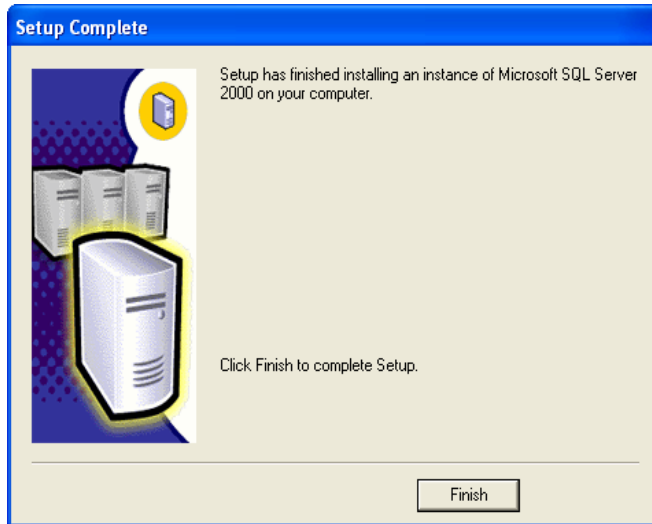 Setup Complete
Setup has finished installing an instance of Microsoft SQL Server
2000 on your computer.
Click Finish to complete Setup.
Finish